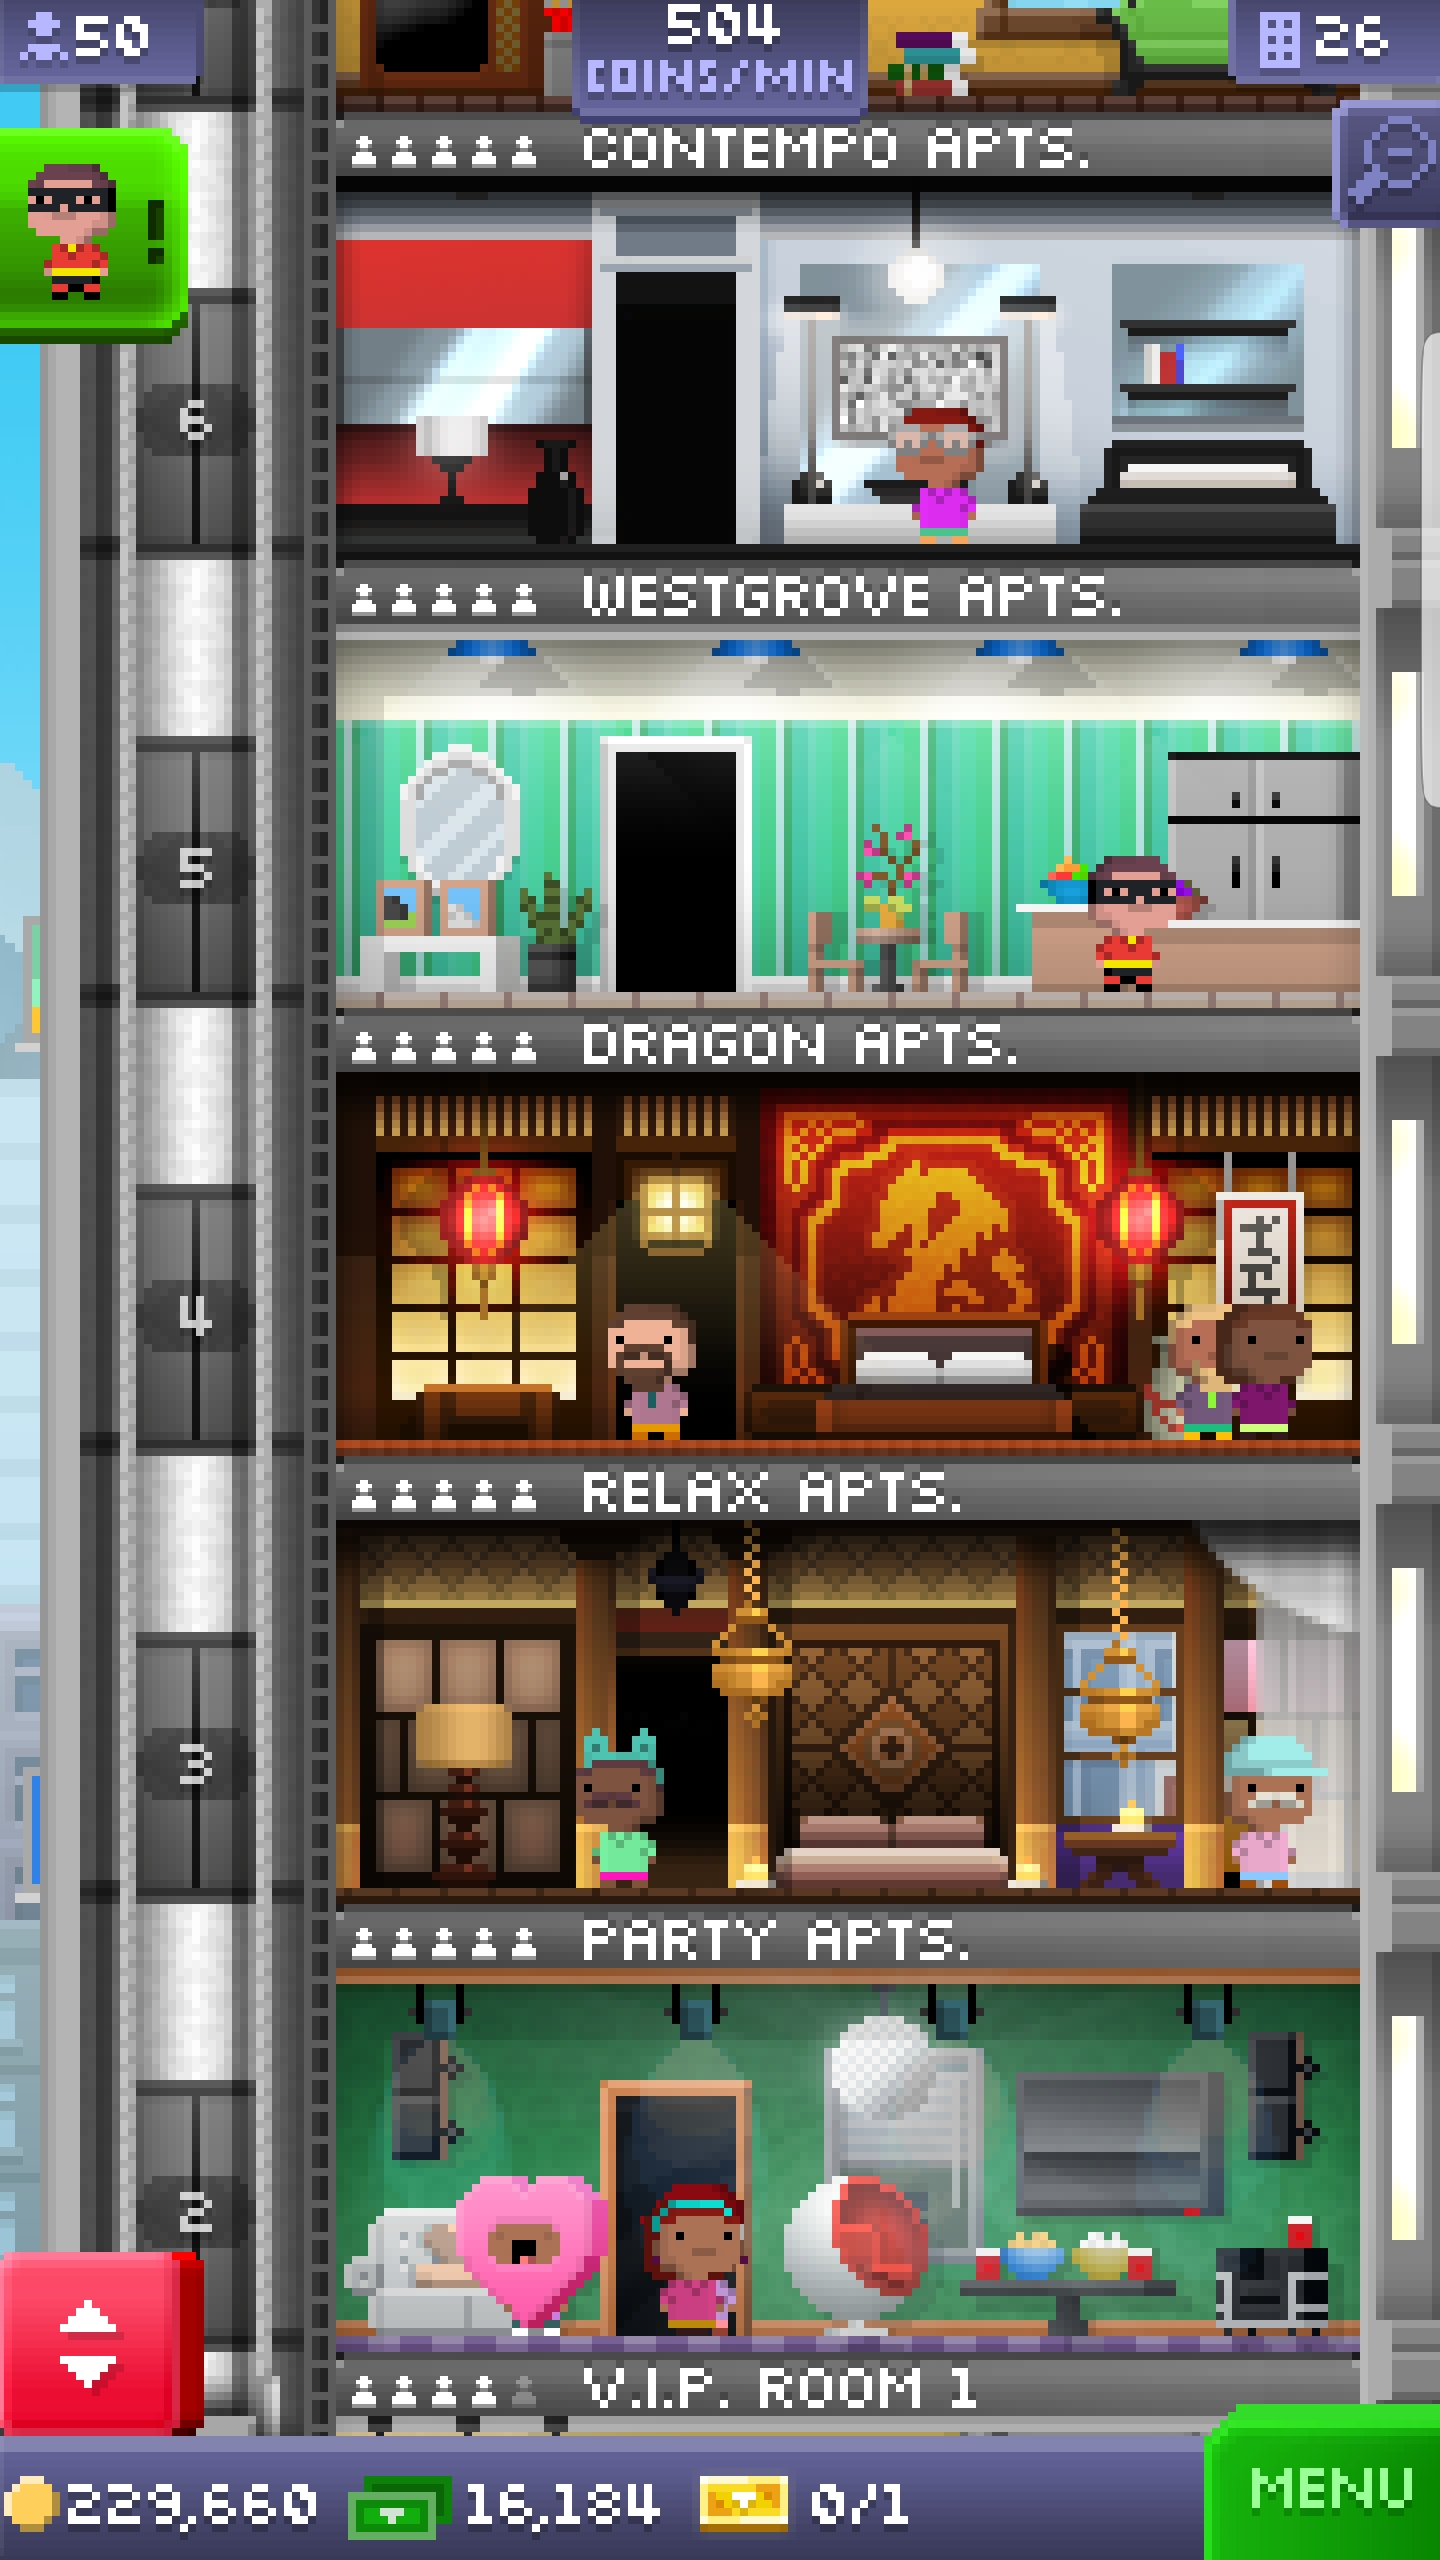 50
504
COINS/MIN
26
CONTEMPO APTS.
!
6
WESTGROVE APTS.
5
DRAGON APTS.
4
RELAX APTS.
3
PARTY APTS.
2
V.I.P. ROOM 1
229,660
16,184
0/1
MENU